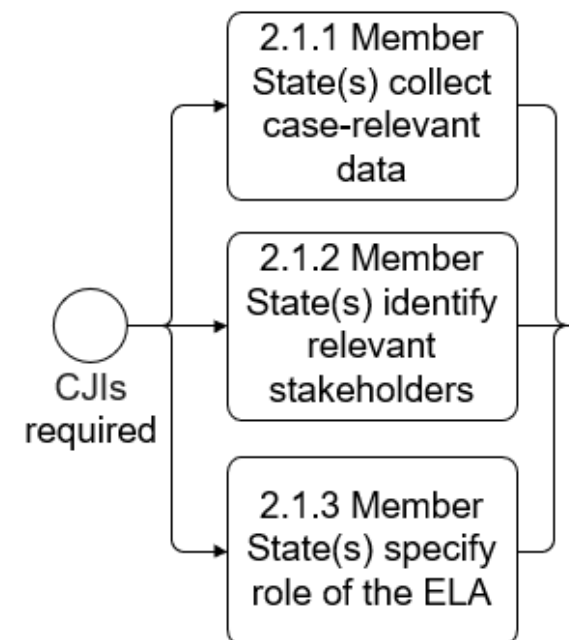 2.1.1 Member
State(s) collect
case-relevant
data
2.1.2 Member
State(s) identify
relevant
stakeholders
CJIs
required
2.1.3 Member
State(s) specify
role of the ELA